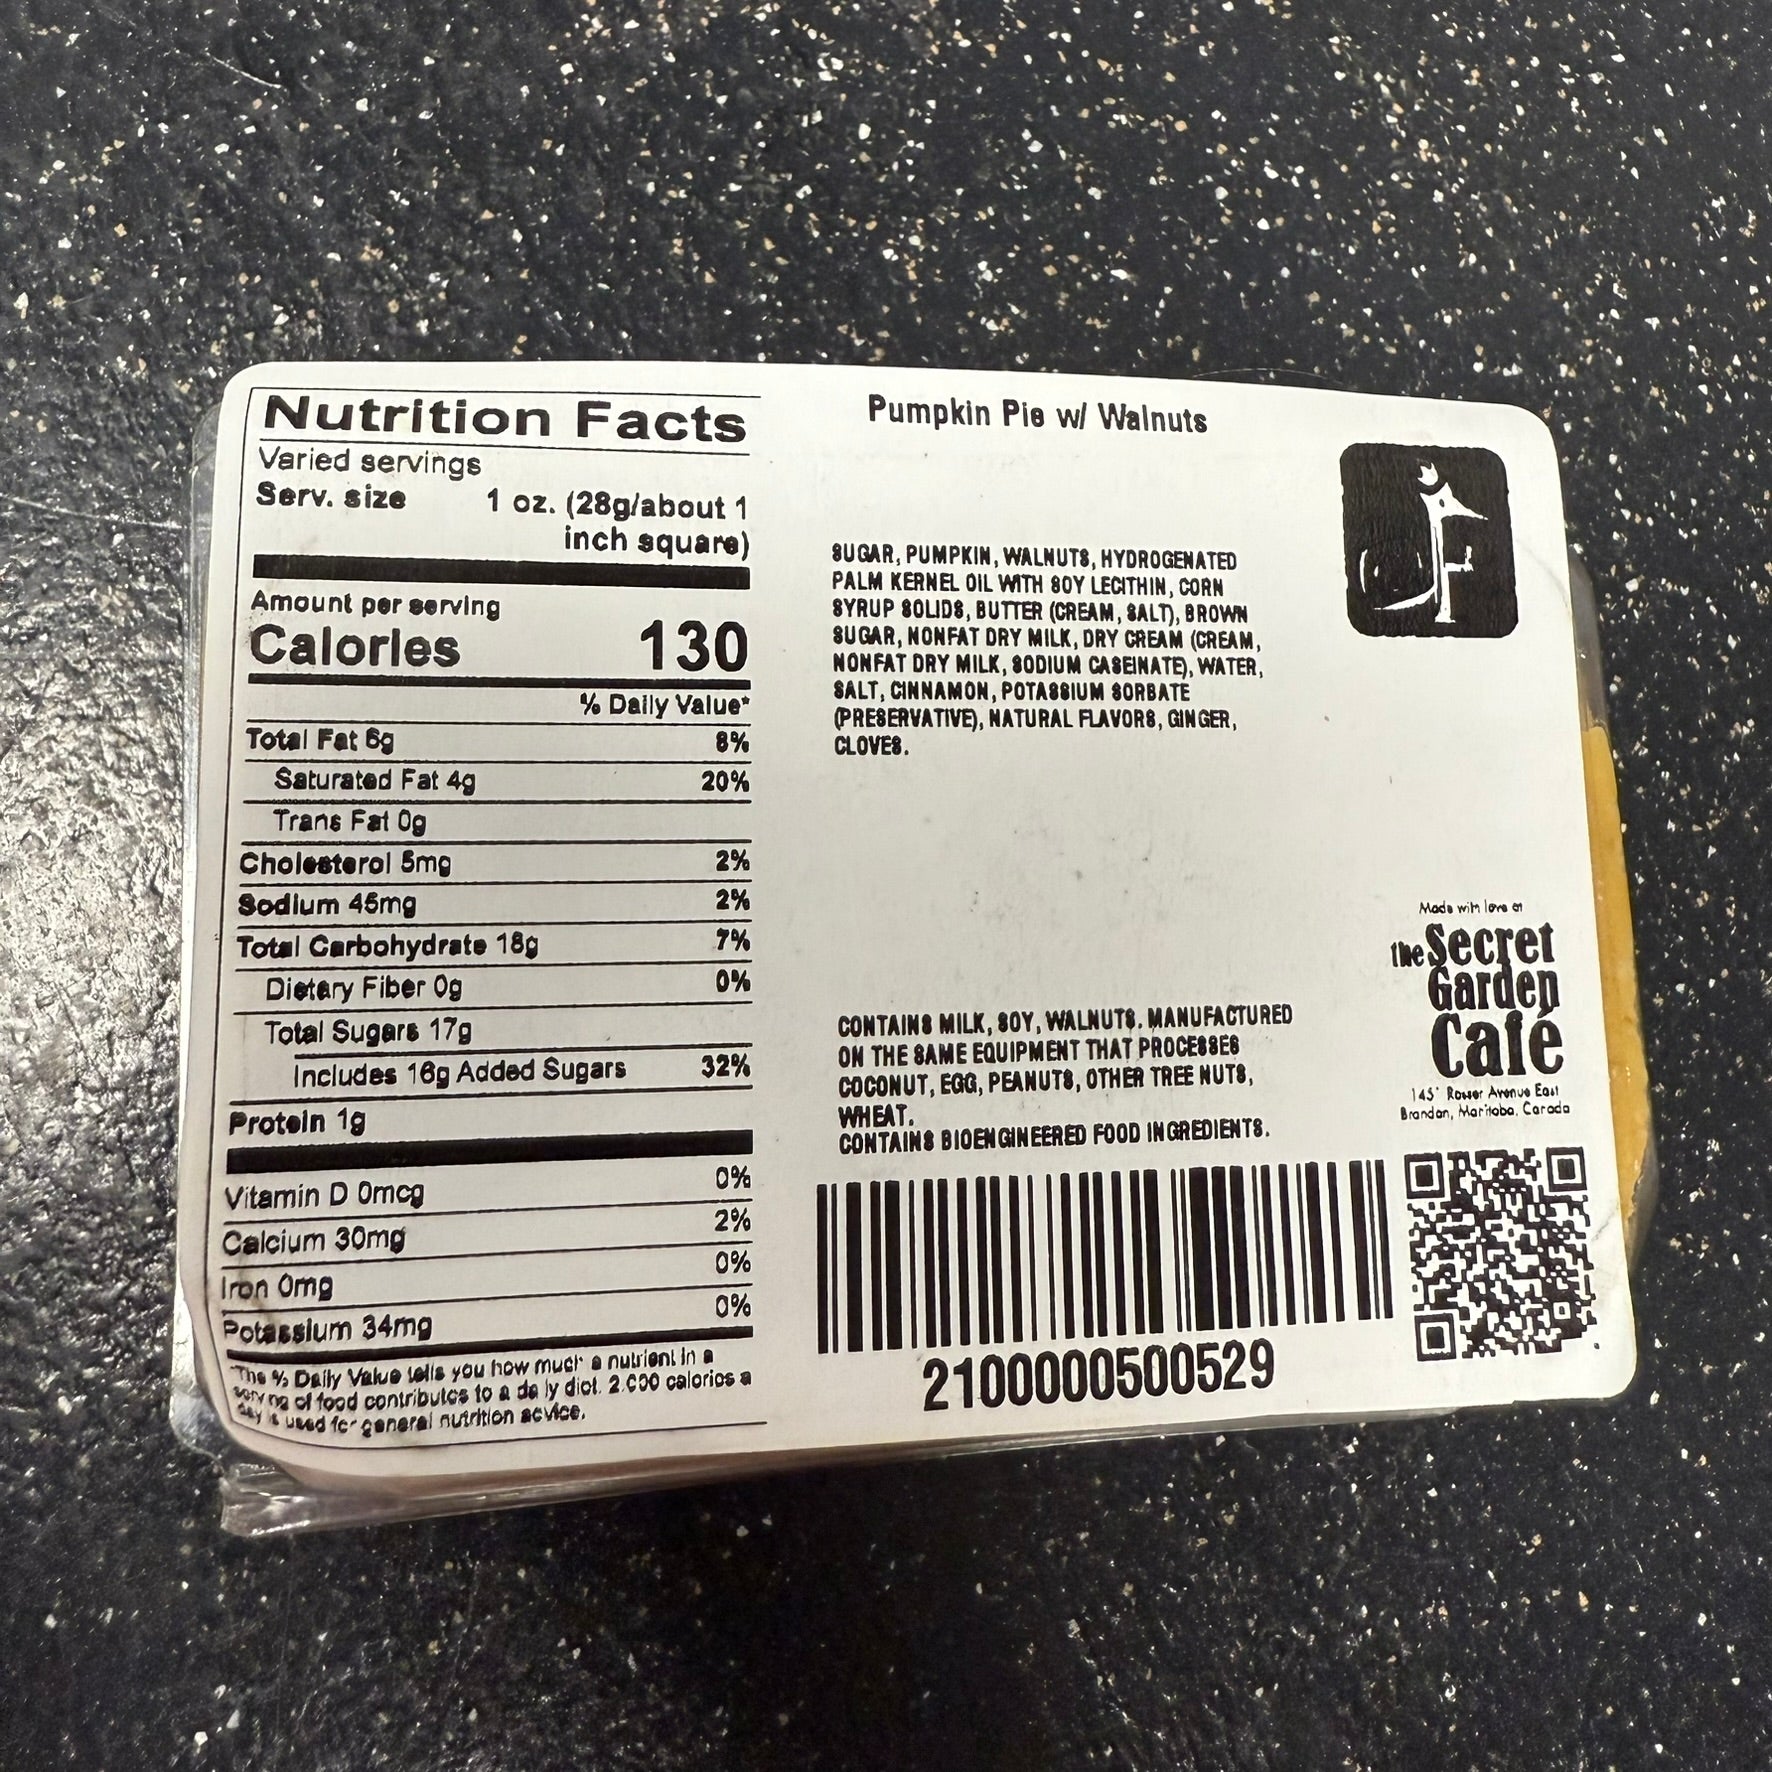 Nutrition Facts
Varied servings
Serv. size 1 oz. (28g/about 1
inch square)
Amount per serving
Calories 130
% Daily Value*
Total Fat 6g 8%
Saturated Fat 4g 20%
Trans Fat 0g
Cholesterol 5mg 2%
Sodium 45mg 2%
Total Carbohydrate 18g 7%
Dietary Fiber 0g 0%
Total Sugars 17g
Includes 16g Added Sugars 32%
Protein 1g
Vitamin D 0mcg 0%
Calcium 30mg 2%
Iron 0mg 0%
Potassium 34mg 0%
*The % Daily Value tells you how much a nutrient in a
serving of food contributes to a daily diet. 2,000 calories a
day is used for general nutrition advice.
Pumpkin Pie w/ Walnuts
SUGAR, PUMPKIN, WALNUTS, HYDROGENATED
PALM KERNEL OIL WITH SOY LECITHIN, CORN
SYRUP SOLIDS, BUTTER (CREAM, SALT), BROWN
SUGAR, NONFAT DRY MILK, DRY CREAM (CREAM,
NONFAT DRY MILK, SODIUM CASEINATE), WATER,
SALT, CINNAMON, POTASSIUM SORBATE
(PRESERVATIVE), NATURAL FLAVORS, GINGER,
CLOVES.
CONTAINS MILK, SOY, WALNUTS. MANUFACTURED
ON THE SAME EQUIPMENT THAT PROCESSES
COCONUT, EGG, PEANUTS, OTHER TREE NUTS,
WHEAT.
CONTAINS BIOENGINEERED FOOD INGREDIENTS.
2100000500529
F
Made with love at
the Secret
Garden
Café
Avenue East
Brandon, Manitoba, Canada